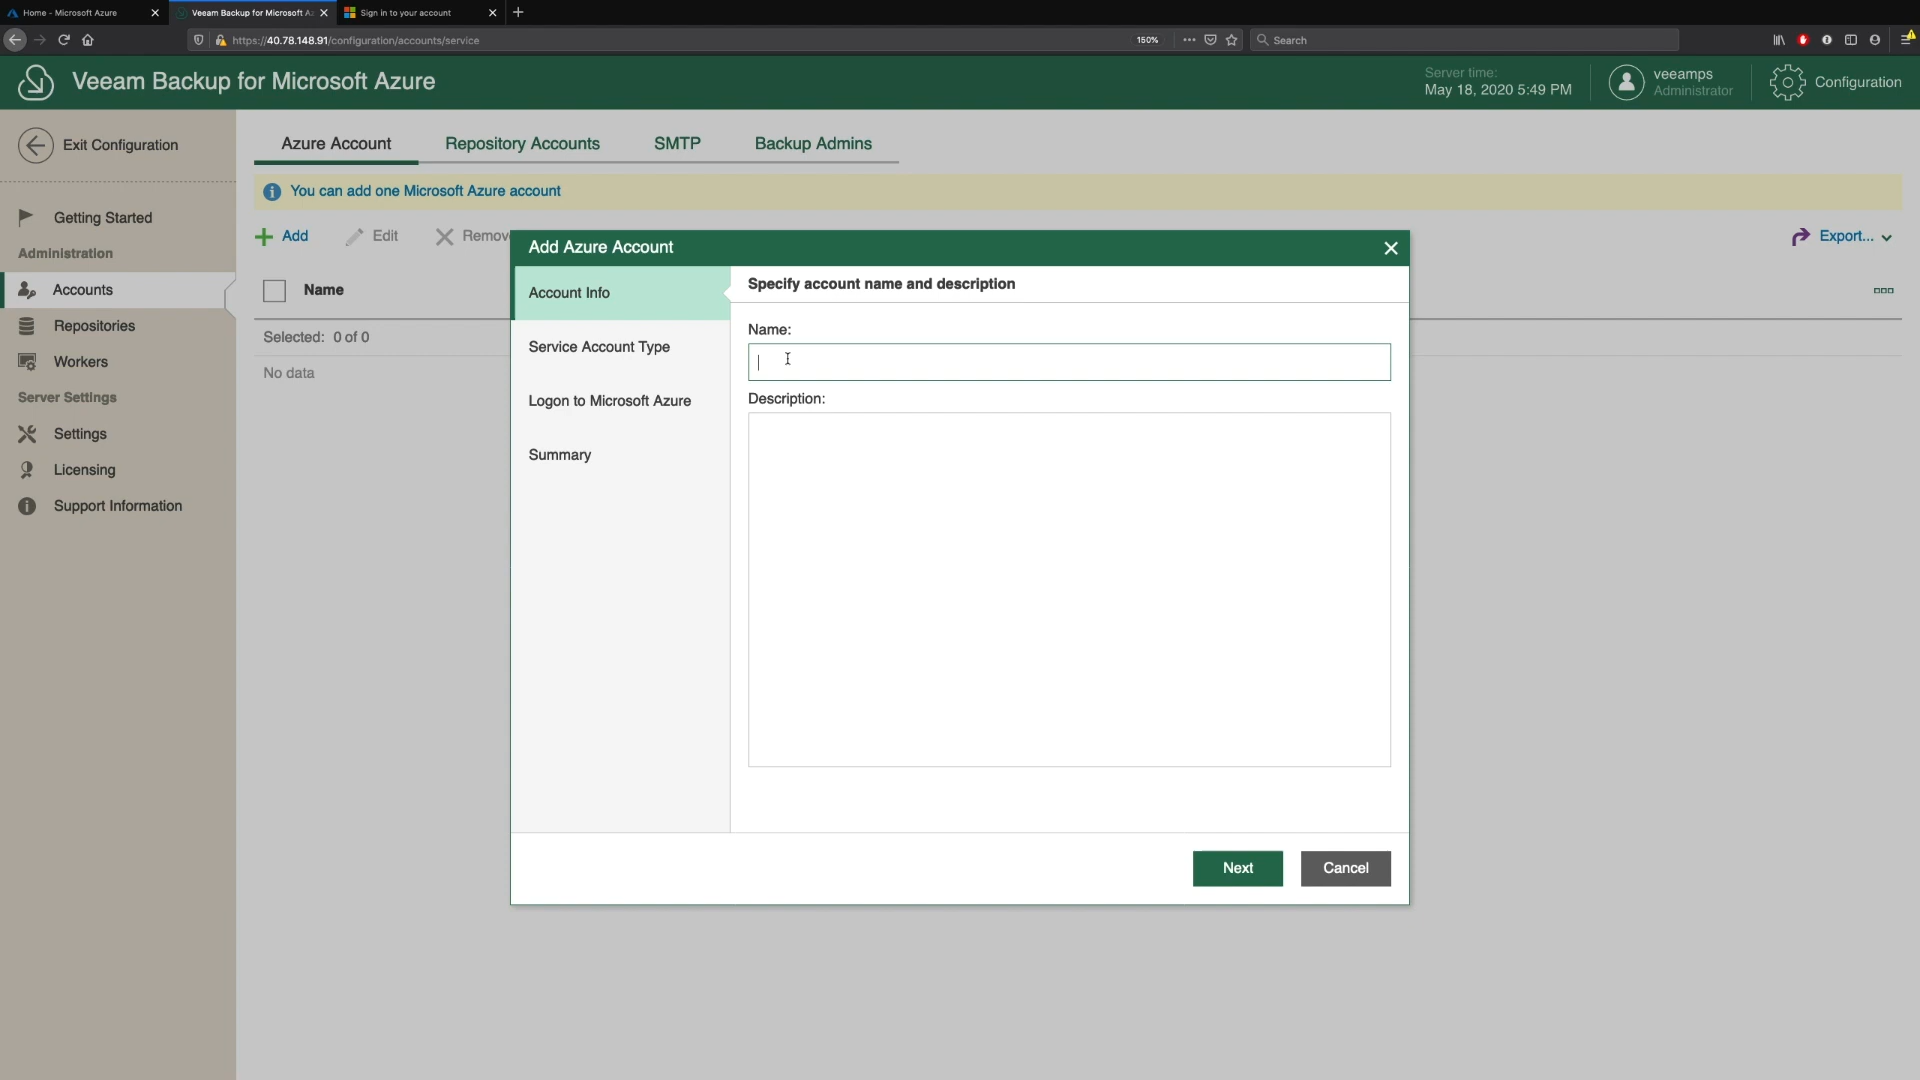 Home - Microsoft Azure
Veeam Backup for Microsoft Az
Sign in to your account
https://40.78.148.91/configuration/accounts/service
150%
Search
Veeam Backup for Microsoft Azure
Server time:
May 18, 2020 5:49 PM
veeamps
Administrator
Configuration
Exit Configuration
Getting Started
Administration
Accounts
Repositories
Workers
Server Settings
Settings
Licensing
Support Information
Azure Account
Repository Accounts
SMTP
Backup Admins
You can add one Microsoft Azure account
Add
Edit
Remov
Export...
Name
Selected: 0 of 0
No data
Add Azure Account
Account Info
Service Account Type
Logon to Microsoft Azure
Summary
Specify account name and description
Name:
Description:
Next
Cancel